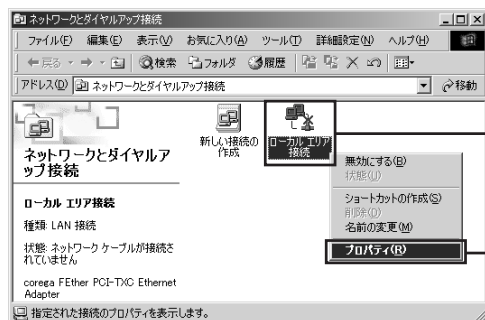 ネットワークとダイヤルアップ接続
ファイル(F) 編集(E) 表示(V) お気に入り(A) ツール(T) 詳細設定(N) ヘルプ(H)
戻る 検索 フォルダ 履歴
アドレス(D) ネットワークとダイヤルアップ接続 移動
ネットワークとダイヤルア
ップ接続
ローカル エリア接続
種類: LAN 接続
状態: ネットワーク ケーブルが接続さ
れていません
corega FEther PCI-TXC Ethernet
Adapter
新しい接続の
作成
ローカル エリア
接続
無効にする(B)
状態(U)
ショートカットの作成(S)
削除(D)
名前の変更(M)
プロパティ(R)
指定された接続のプロパティを表示します。